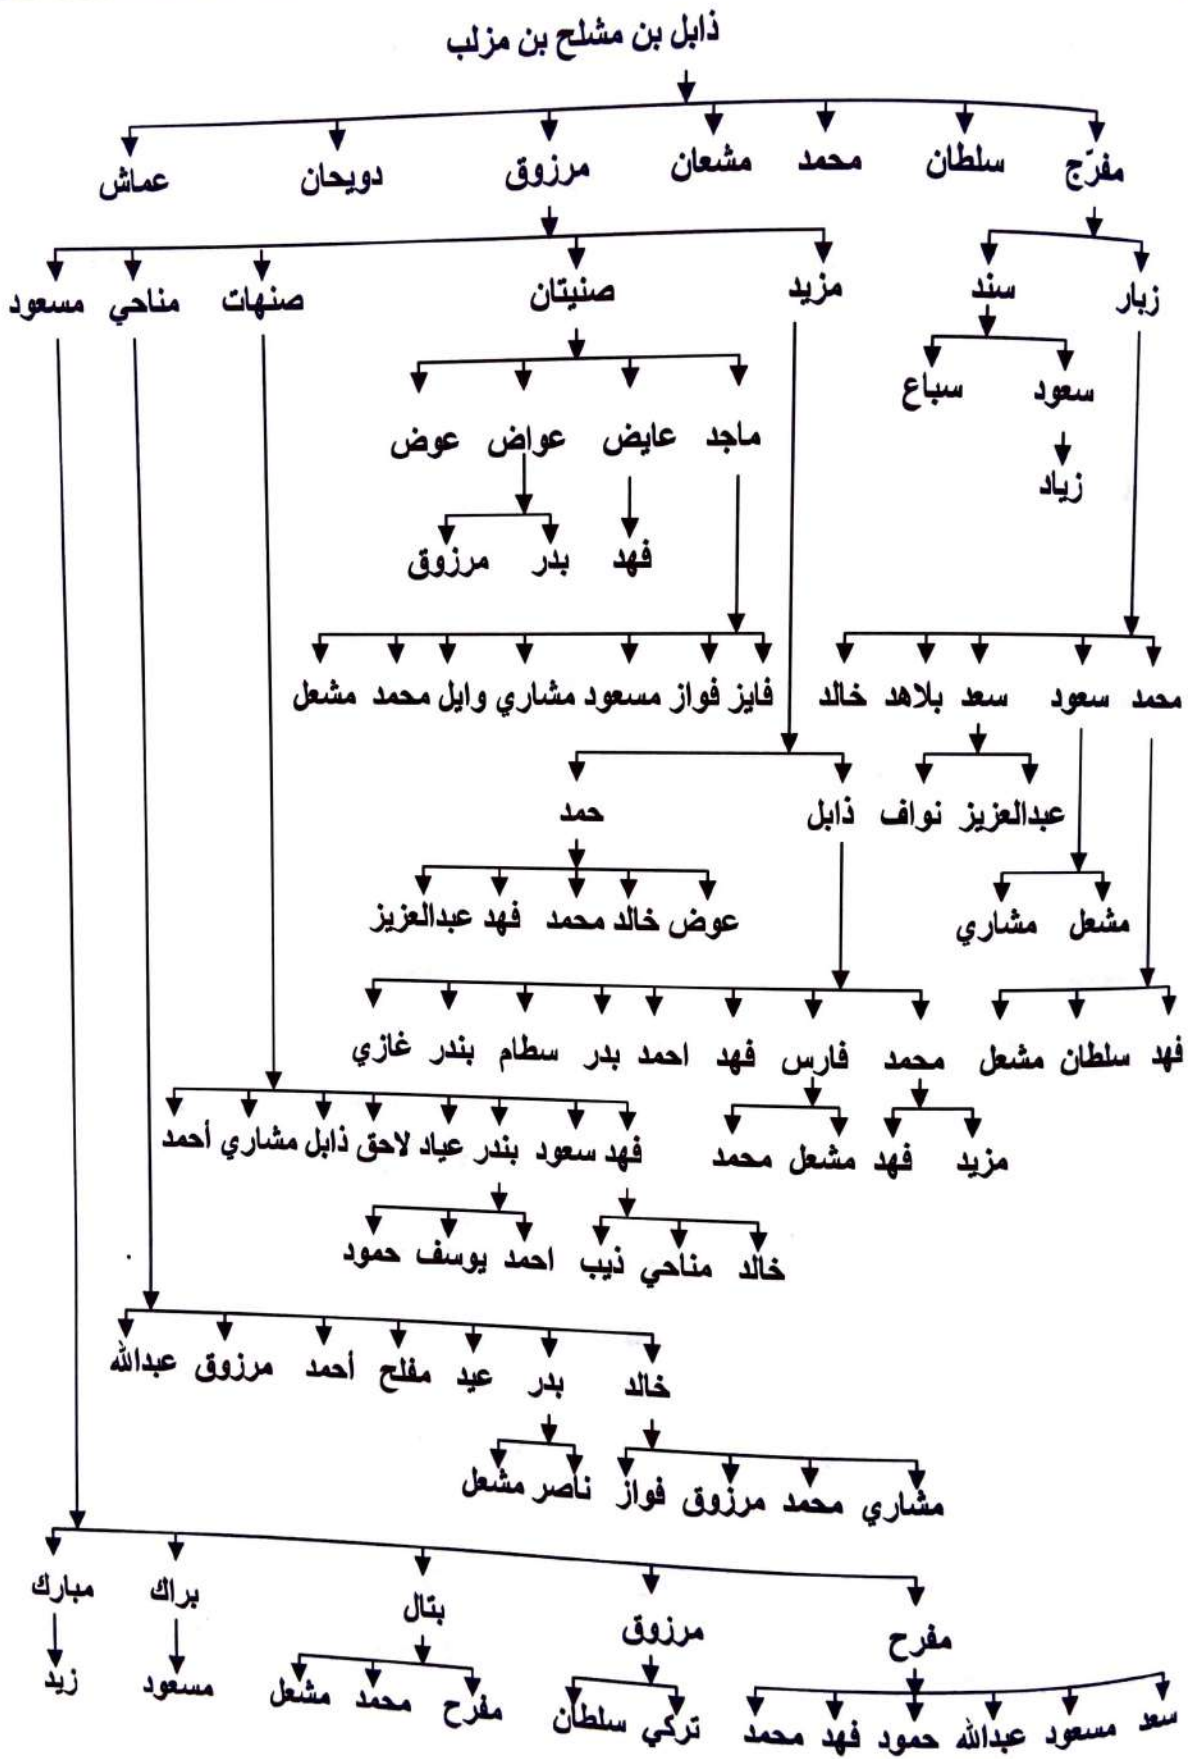 ذابل بن مشلح بن مزلب
مفرّج سلطان محمد مشعان مرزوق دويحان عماش
زبار سند مزيد صنيتان صنهات مناحي مسعود
سعود سباع
ماجد عايض عواض عوض
زياد
فهد بدر مرزوق
محمد سعود سعد بلاهد خالد فايز فواز مسعود مشاري وايل محمد مشعل
عبدالعزيز نواف ذابل حمد
مشعل مشاري عوض خالد محمد فهد عبدالعزيز
فهد سلطان مشعل محمد فارس فهد احمد بدر سطام بندر غازي
مزيد فهد مشعل محمد فهد سعود بندر عياد لاحق ذابل مشاري أحمد
خالد مناحي ذيب احمد يوسف حمود
خالد بدر عيد مفلح أحمد مرزوق عبدالله
مشاري محمد مرزوق فواز ناصر مشعل
مفرح مرزوق بتال براك مبارك
سعد مسعود عبدالله حمود فهد محمد تركي سلطان مفرح محمد مشعل مسعود زيد